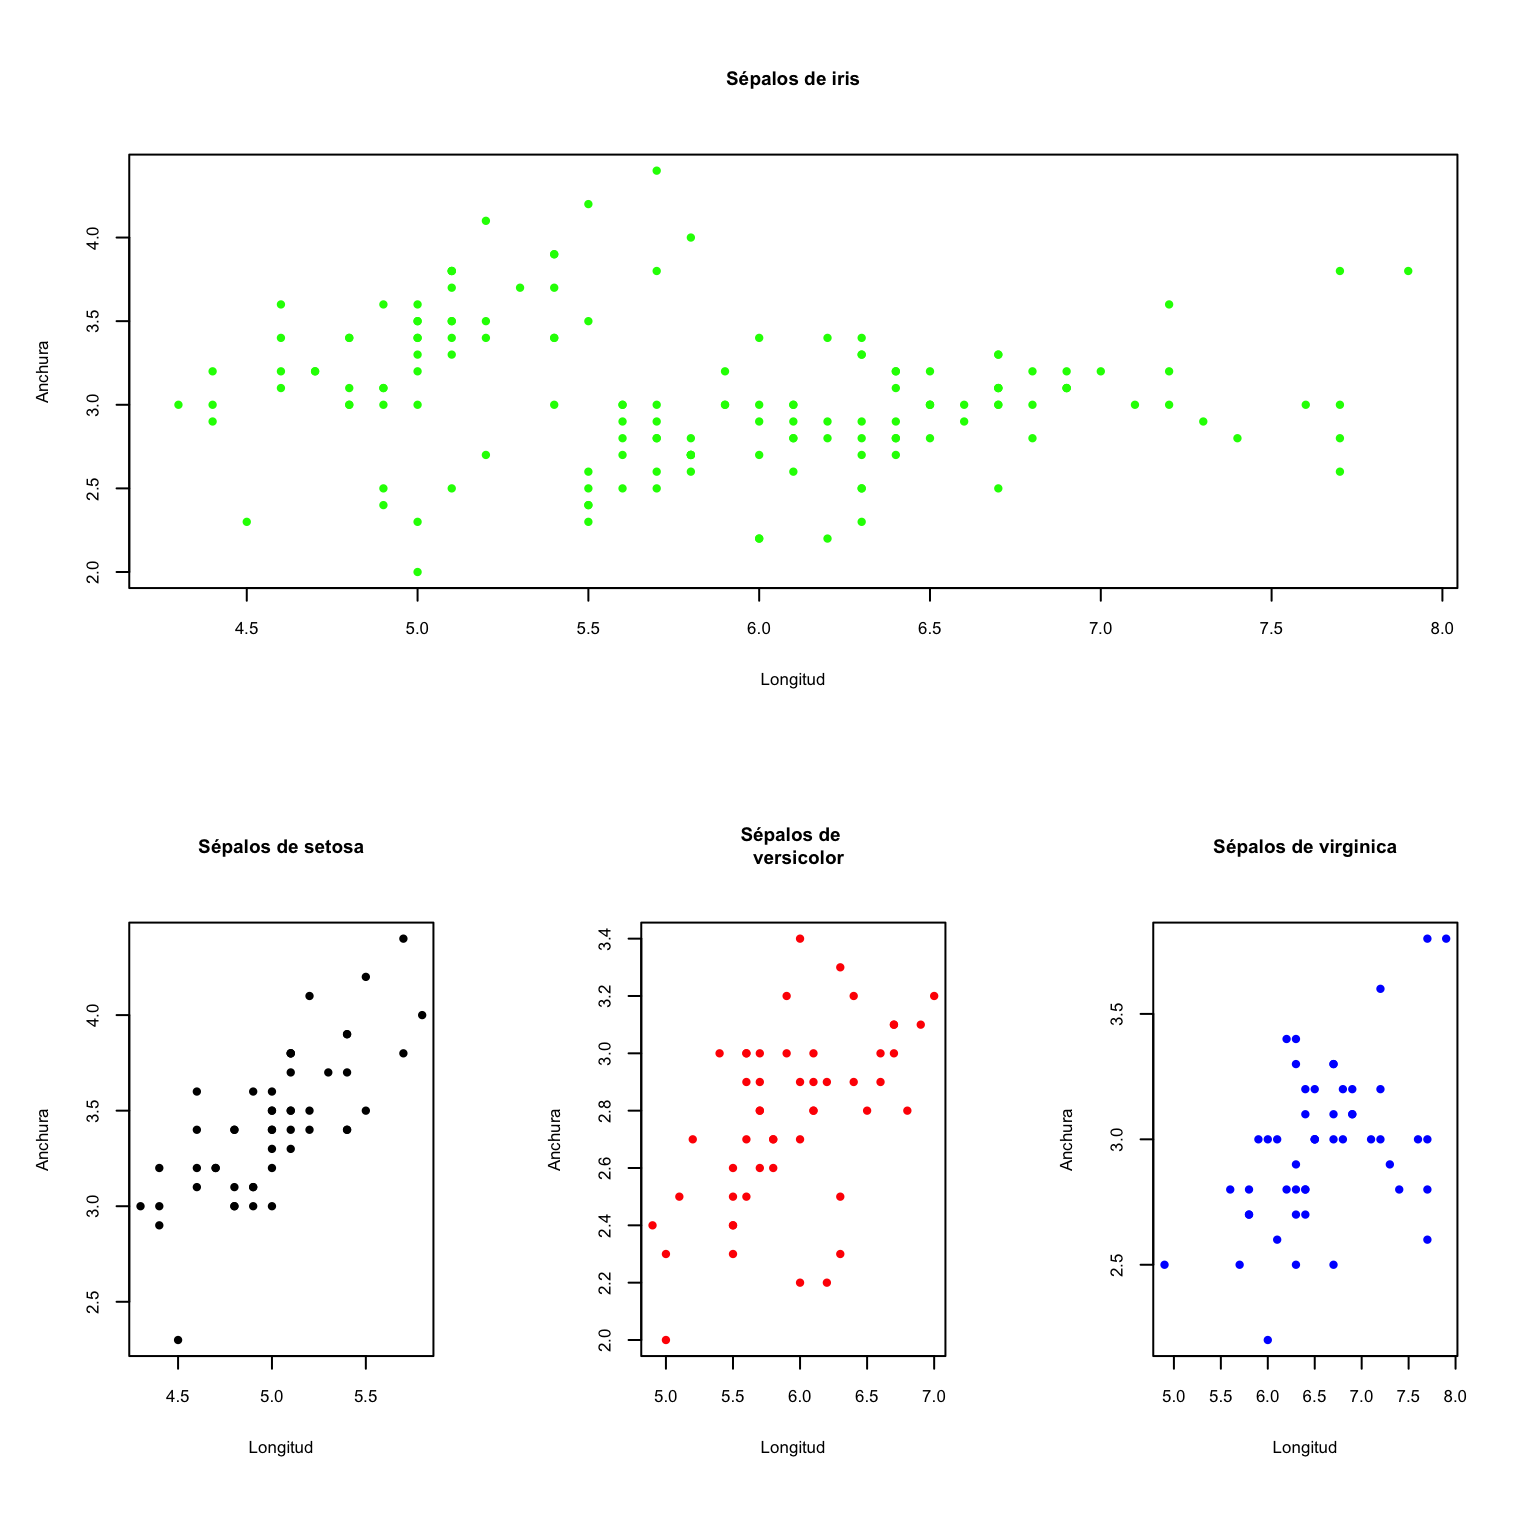 Sépalos de iris
Anchura
4.0
3.5
3.0
2.5
2.0
4.5 5.0 5.5 6.0 6.5 7.0 7.5 8.0
Longitud
Sépalos de setosa
Anchura
4.0
3.5
3.0
2.5
4.5 5.0 5.5
Longitud
Sépalos de
versicolor
Anchura
3.4
3.2
3.0
2.8
2.6
2.4
2.2
2.0
5.0 5.5 6.0 6.5 7.0
Longitud
Sépalos de virginica
Anchura
3.5
3.0
2.5
5.0 5.5 6.0 6.5 7.0 7.5 8.0
Longitud